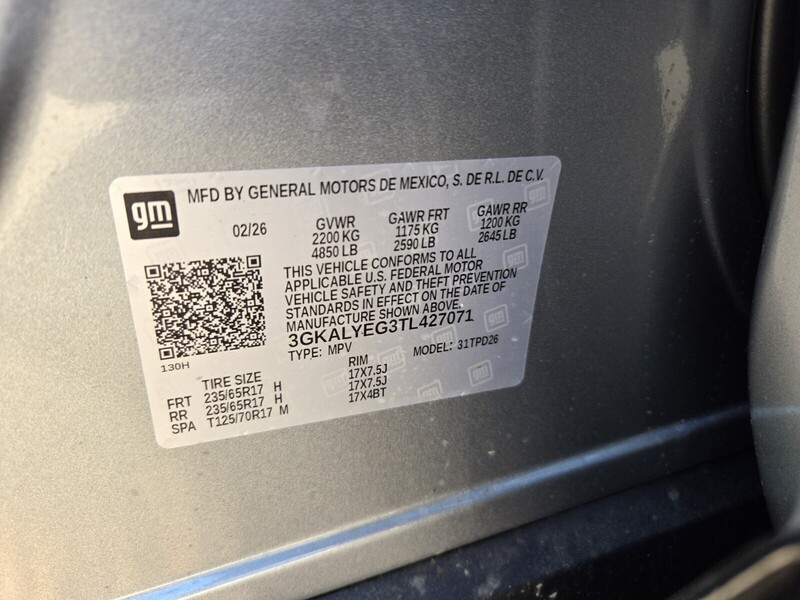 gm
MFD BY GENERAL MOTORS DE MEXICO, S. DE R.L. DE C.V.
02/26 GVWR GAWR FRT GAWR RR
2200 KG 1175 KG 1200 KG
4850 LB 2590 LB 2645 LB
THIS VEHICLE CONFORMS TO ALL
APPLICABLE U.S. FEDERAL MOTOR
VEHICLE SAFETY AND THEFT PREVENTION
STANDARDS IN EFFECT ON THE DATE OF
MANUFACTURE SHOWN ABOVE.
3GKALYEG3TL427071
TYPE: MPV MODEL: 31TPD26
130H
TIRE SIZE RIM
FRT 235/65R17 H 17X7.5J
RR 235/65R17 H 17X7.5J
SPA T125/70R17 M 17X4BT